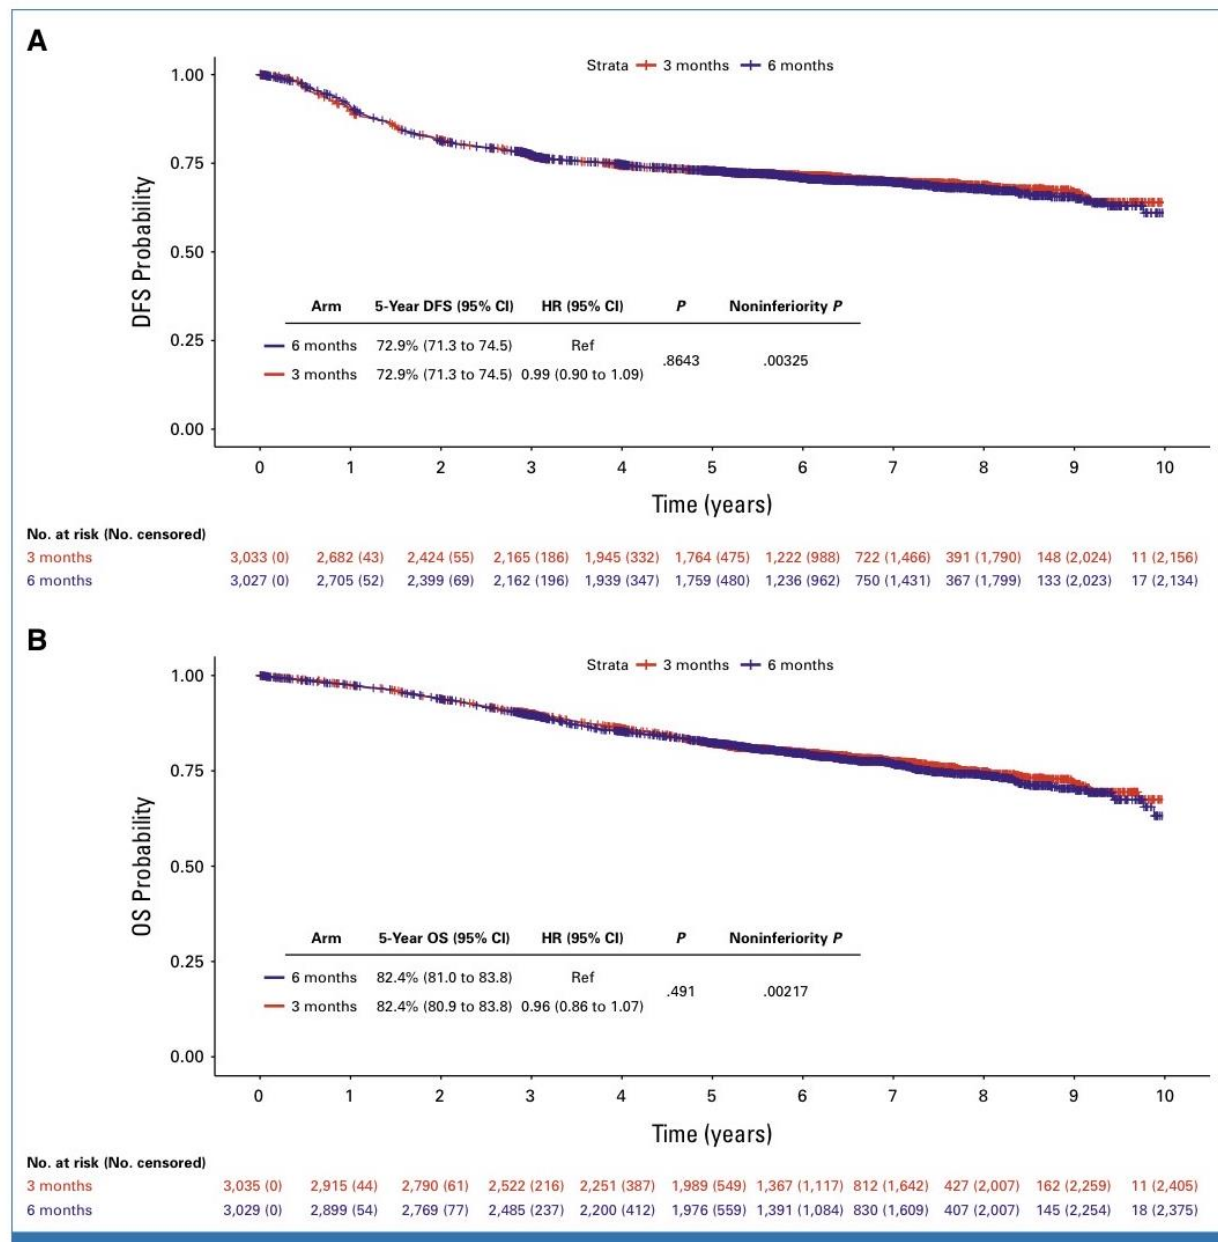 A
Strata 3 months 6 months
1.00
0.75
0.50
0.25
0.00
DFS Probability
Arm 5-Year DFS (95% CI) HR (95% CI) P Noninferiority P
6 months 72.9% (71.3 to 74.5) Ref
.8643 .00325
3 months 72.9% (71.3 to 74.5) 0.99 (0.90 to 1.09)
0 1 2 3 4 5 6 7 8 9 10
Time (years)
No. at risk (No. censored)
3 months 3,033 (0) 2,682 (43) 2,424 (55) 2,165 (186) 1,945 (332) 1,764 (475) 1,222 (988) 722 (1,466) 391 (1,790) 148 (2,024) 11 (2,156)
6 months 3,027 (0) 2,705 (52) 2,399 (69) 2,162 (196) 1,939 (347) 1,759 (480) 1,236 (962) 750 (1,431) 367 (1,799) 133 (2,023) 17 (2,134)
B
Strata 3 months 6 months
1.00
0.75
0.50
0.25
0.00
OS Probability
Arm 5-Year OS (95% CI) HR (95% CI) P Noninferiority P
6 months 82.4% (81.0 to 83.8) Ref
.491 .00217
3 months 82.4% (80.9 to 83.8) 0.96 (0.86 to 1.07)
0 1 2 3 4 5 6 7 8 9 10
Time (years)
No. at risk (No. censored)
3 months 3,035 (0) 2,915 (44) 2,790 (61) 2,522 (216) 2,251 (387) 1,989 (549) 1,367 (1,117) 812 (1,642) 427 (2,007) 162 (2,259) 11 (2,405)
6 months 3,029 (0) 2,899 (54) 2,769 (77) 2,485 (237) 2,200 (412) 1,976 (559) 1,391 (1,084) 830 (1,609) 407 (2,007) 145 (2,254) 18 (2,375)